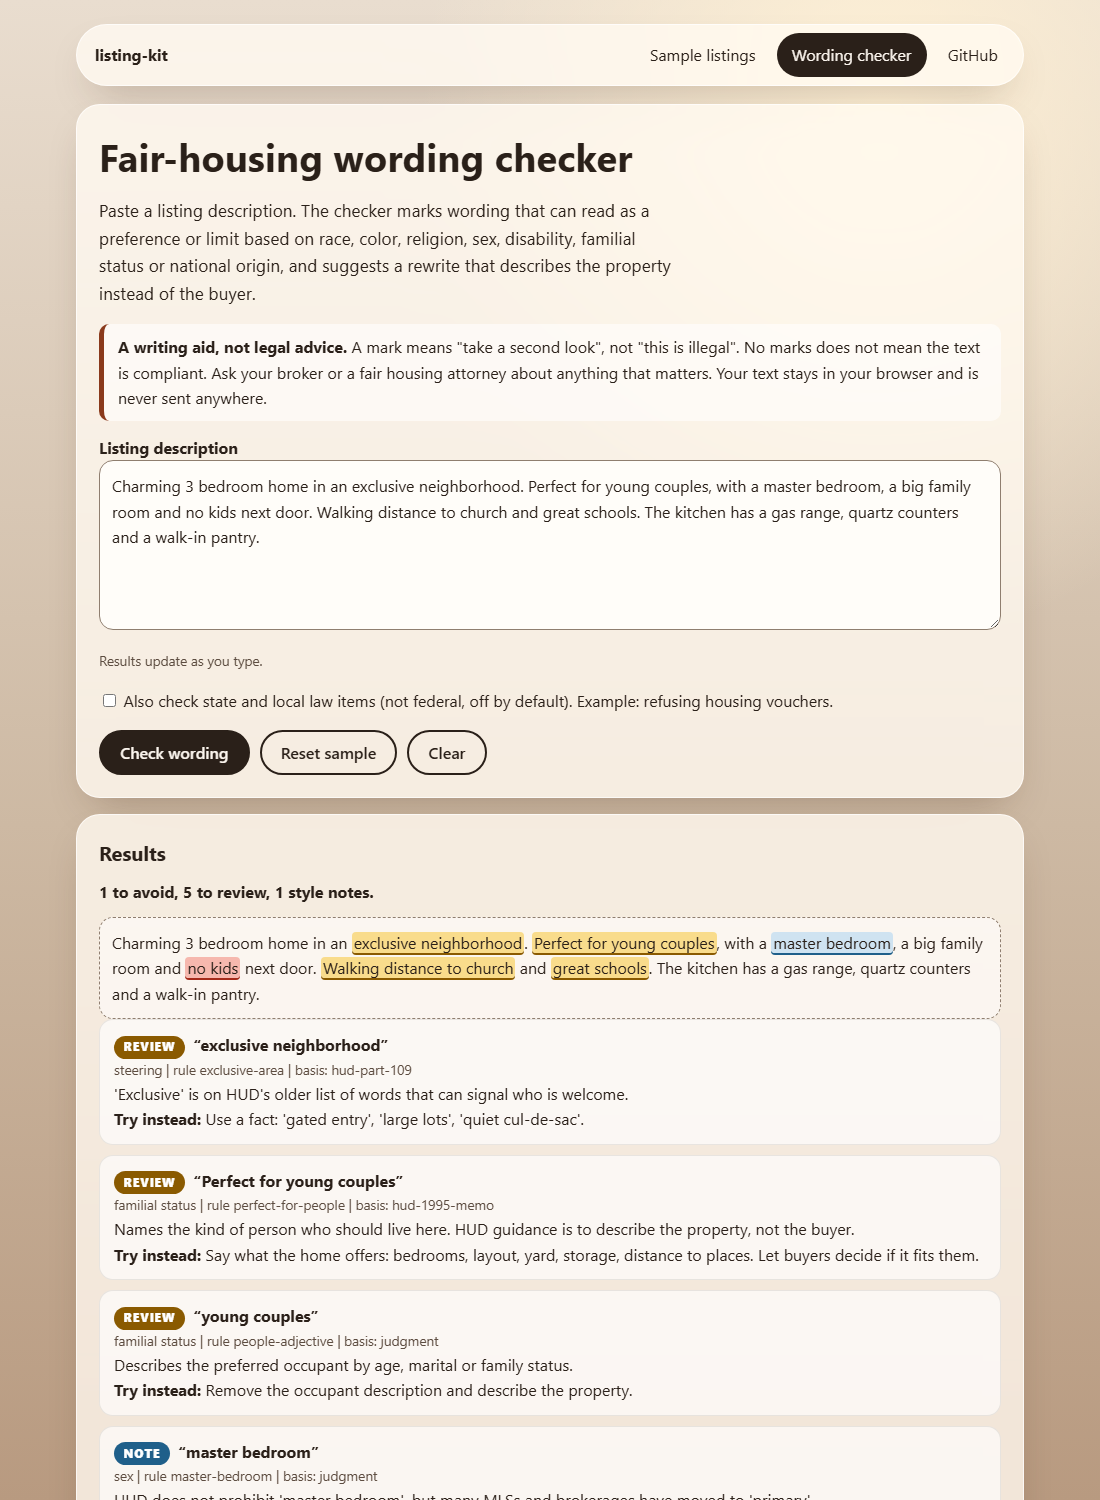 listing-kit
Sample listings
Wording checker
GitHub
Fair-housing wording checker
Paste a listing description. The checker marks wording that can read as a
preference or limit based on race, color, religion, sex, disability, familial
status or national origin, and suggests a rewrite that describes the property
instead of the buyer.
A writing aid, not legal advice. A mark means "take a second look", not "this is illegal". No marks does not mean the text
is compliant. Ask your broker or a fair housing attorney about anything that matters. Your text stays in your browser and is
never sent anywhere.
Listing description
Charming 3 bedroom home in an exclusive neighborhood. Perfect for young couples, with a master bedroom, a big family
room and no kids next door. Walking distance to church and great schools. The kitchen has a gas range, quartz counters
and a walk-in pantry.
Results update as you type.
Also check state and local law items (not federal, off by default). Example: refusing housing vouchers.
Check wording
Reset sample
Clear
Results
1 to avoid, 5 to review, 1 style notes.
Charming 3 bedroom home in an exclusive neighborhood. Perfect for young couples, with a master bedroom, a big family
room and no kids next door. Walking distance to church and great schools. The kitchen has a gas range, quartz counters
and a walk-in pantry.
REVIEW “exclusive neighborhood”
steering | rule exclusive-area | basis: hud-part-109
'Exclusive' is on HUD's older list of words that can signal who is welcome.
Try instead: Use a fact: 'gated entry', 'large lots', 'quiet cul-de-sac'.
REVIEW “Perfect for young couples”
familial status | rule perfect-for-people | basis: hud-1995-memo
Names the kind of person who should live here. HUD guidance is to describe the property, not the buyer.
Try instead: Say what the home offers: bedrooms, layout, yard, storage, distance to places. Let buyers decide if it fits them.
REVIEW “young couples”
familial status | rule people-adjective | basis: judgment
Describes the preferred occupant by age, marital or family status.
Try instead: Remove the occupant description and describe the property.
NOTE “master bedroom”
sex | rule master-bedroom | basis: judgment
HUD does not prohibit 'master bedroom', but many MLSs and brokerages have moved to 'primary'.